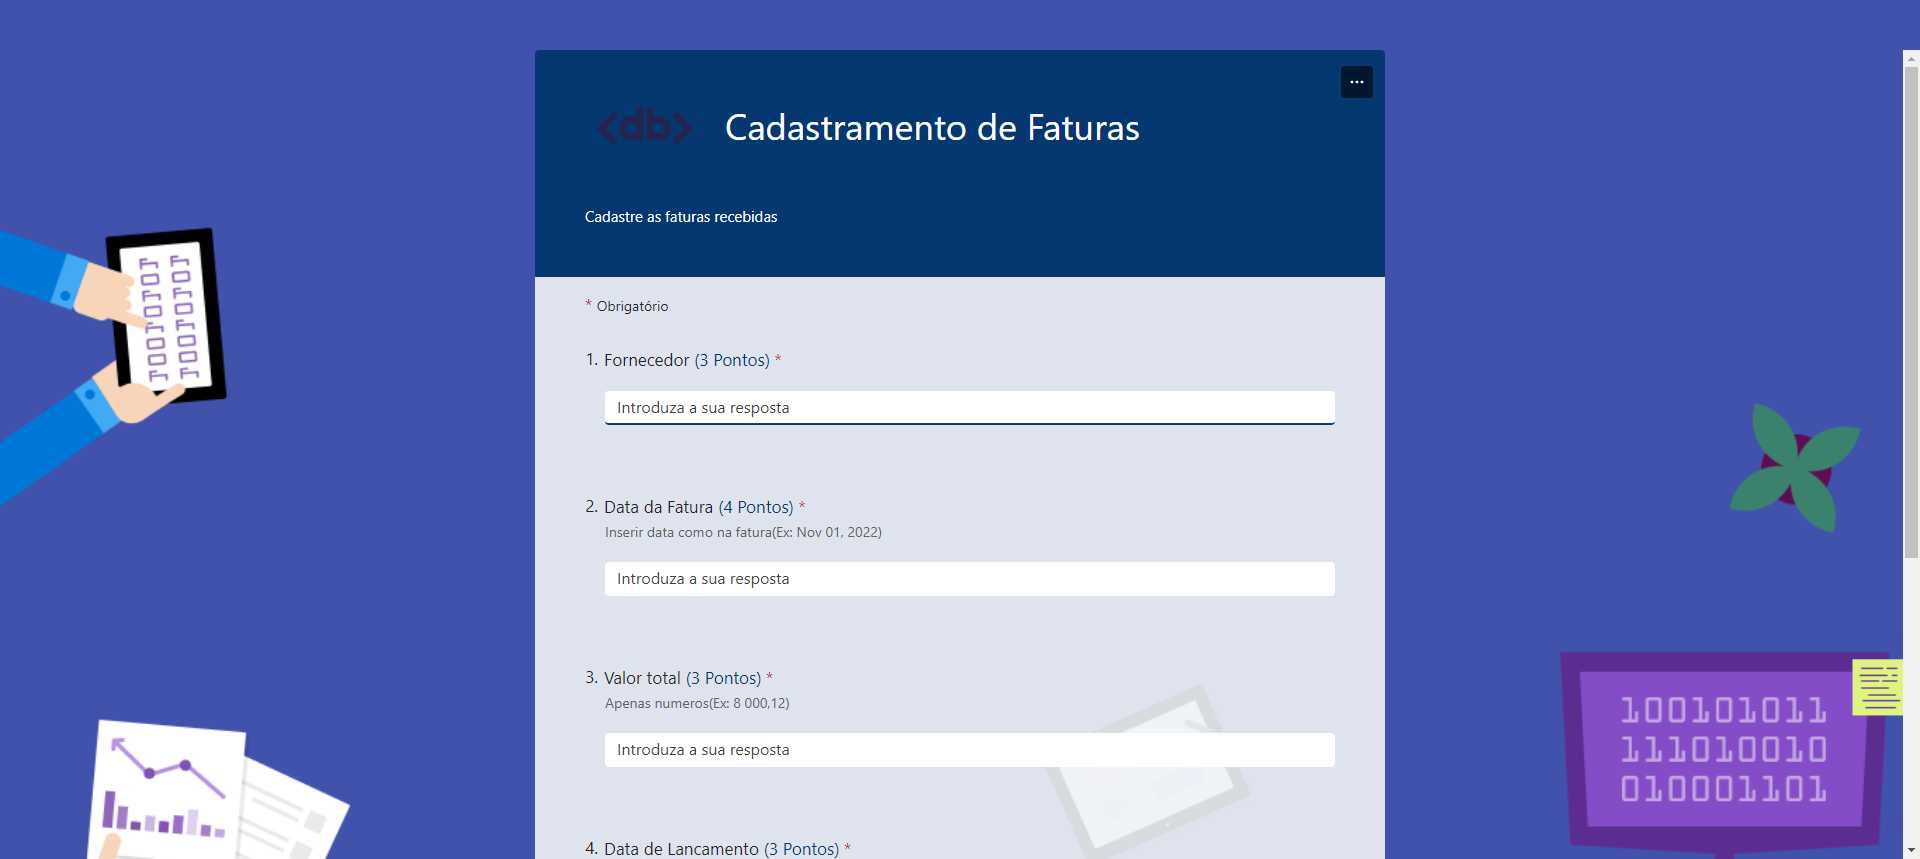 <db>
Cadastramento de Faturas
Cadastre as faturas recebidas
* Obrigatório
1. Fornecedor (3 Pontos) *
Introduza a sua resposta
2. Data da Fatura (4 Pontos) *
Inserir data como na fatura(Ex: Nov 01, 2022)
Introduza a sua resposta
3. Valor total (3 Pontos) *
Apenas numeros(Ex: 8 000,12)
Introduza a sua resposta
4. Data de Lancamento (3 Pontos) *
100101011
111010010
010001101